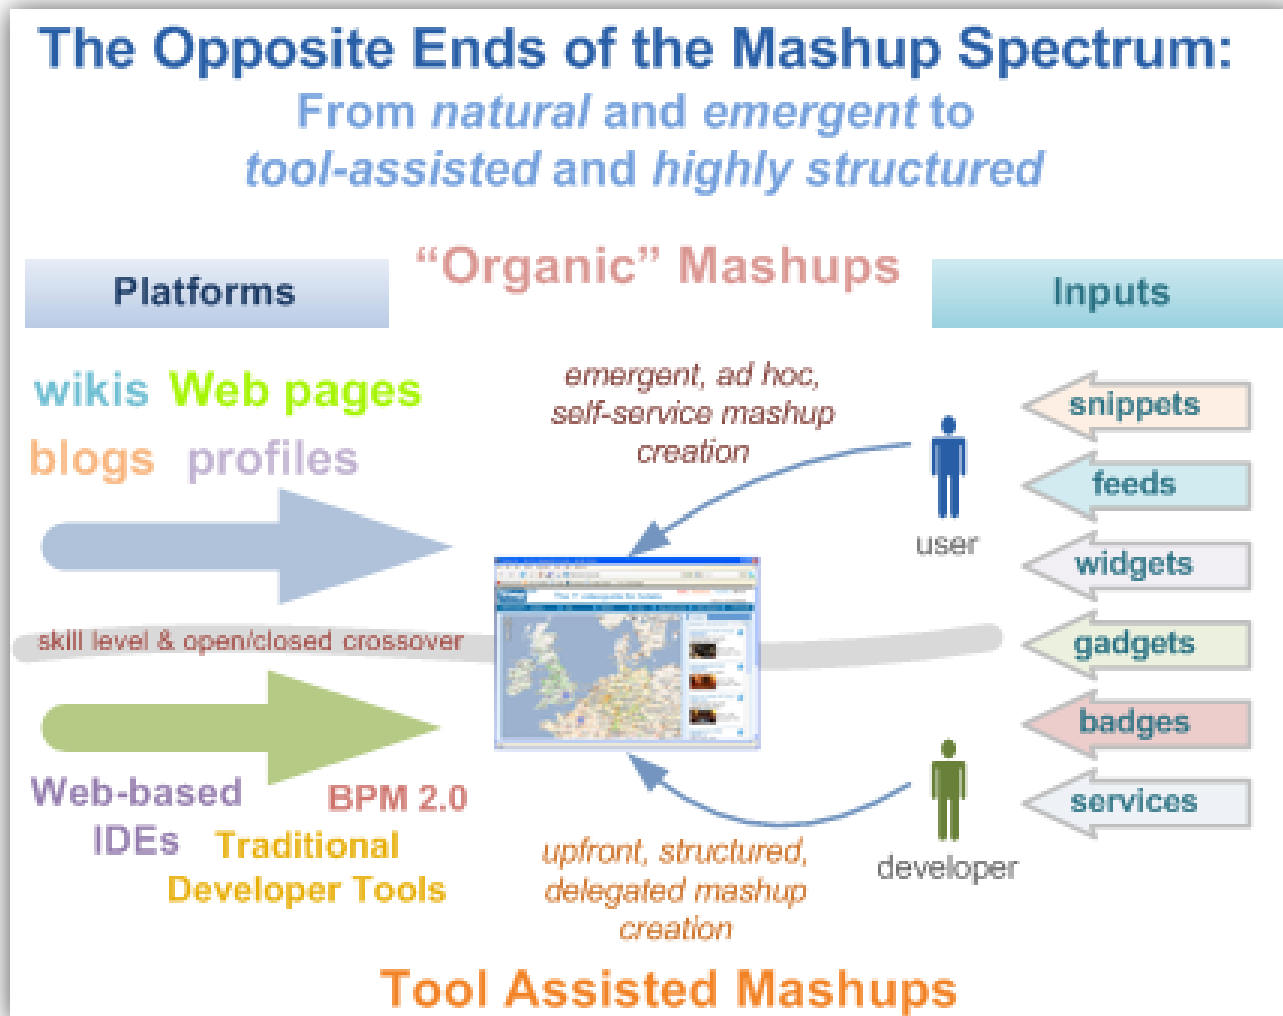 The Opposite Ends of the Mashup Spectrum:
From natural and emergent to
tool-assisted and highly structured
"Organic" Mashups
Platforms
Inputs
wikis Web pages
blogs profiles
emergent, ad hoc,
self-service mashup
creation
user
snippets
feeds
widgets
gadgets
badges
services
skill level & open/closed crossover
Web-based
IDEs
BPM 2.0
Traditional
Developer Tools
upfront, structured,
delegated mashup
creation
developer
Tool Assisted Mashups